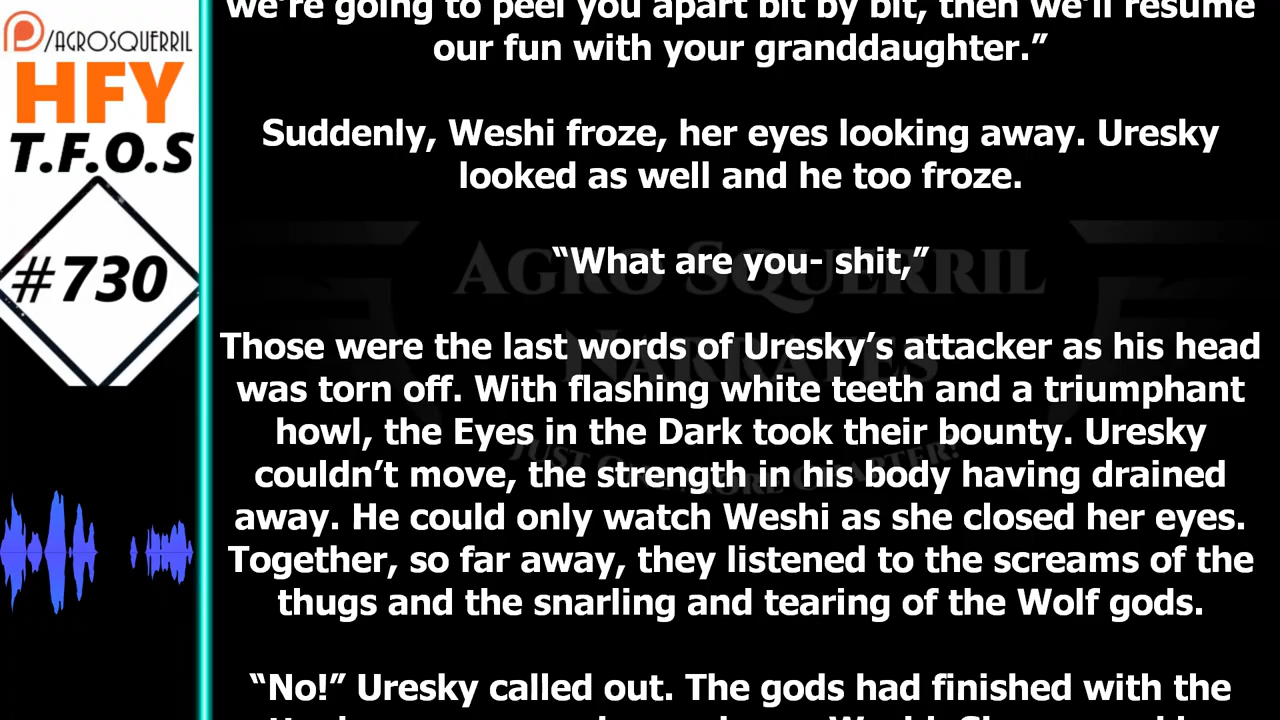 /AGROSQUERRIL
HFY
T.F.O.S
#730
we’re going to peel you apart bit by bit, then we’ll resume
our fun with your granddaughter.”
Suddenly, Weshi froze, her eyes looking away. Uresky
looked as well and he too froze.
“What are you- shit,”
Those were the last words of Uresky’s attacker as his head
was torn off. With flashing white teeth and a triumphant
howl, the Eyes in the Dark took their bounty. Uresky
couldn’t move, the strength in his body having drained
away. He could only watch Weshi as she closed her eyes.
Together, so far away, they listened to the screams of the
thugs and the snarling and tearing of the Wolf gods.
“No!” Uresky called out. The gods had finished with the
AGRO SQUERRIL
NARRATES